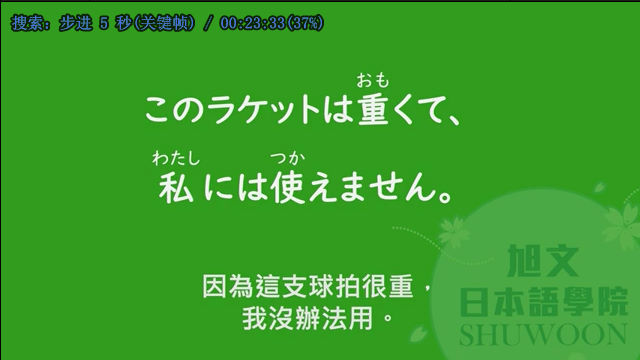 搜索: 步进 5 秒(关键帧) / 00:23:33(37%)
おも
このラケットは重くて、
わたし つか
私には使えません。
因為這支球拍很重，
我沒辦法用。
旭文
日本語學院
SHUWOON